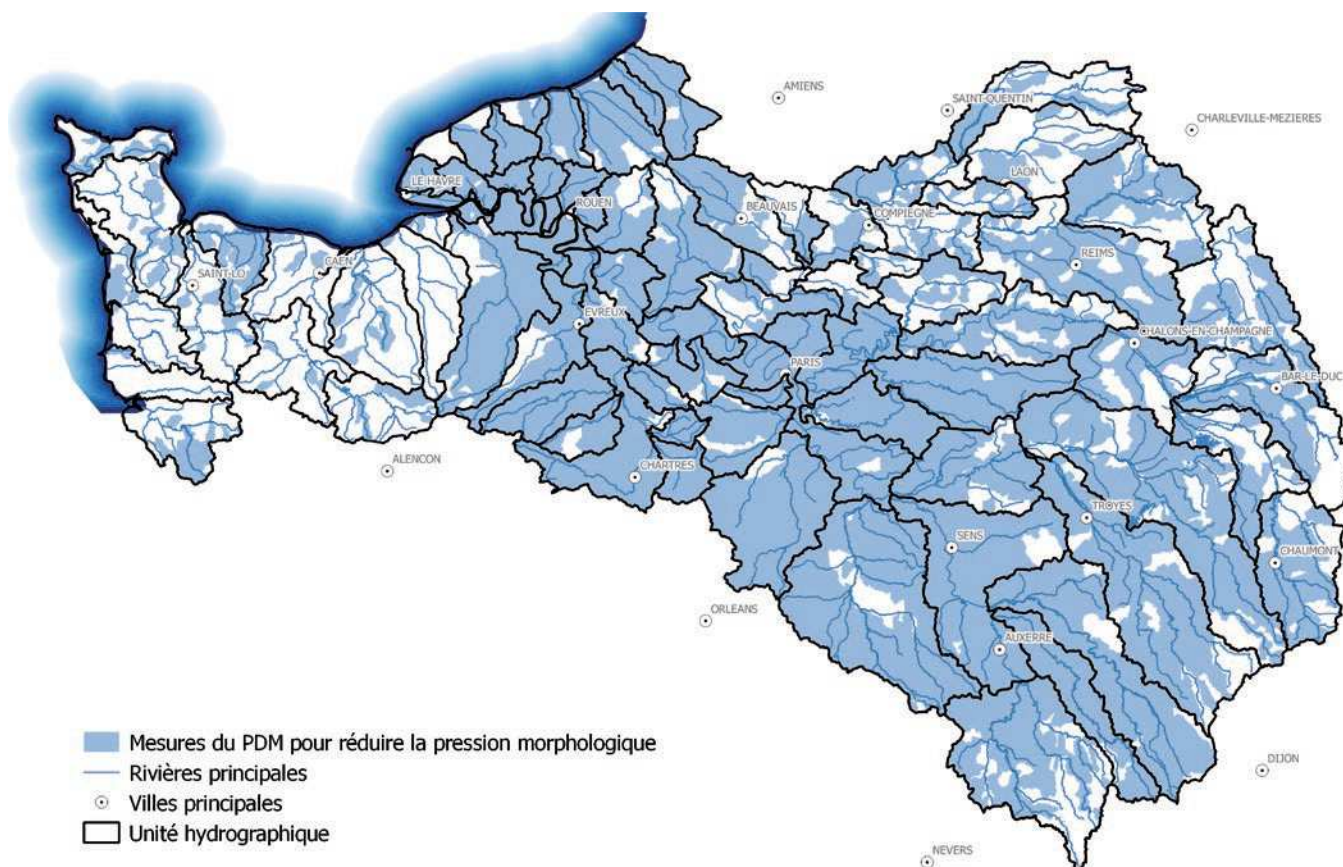 AMIENS
SAINT-QUENTIN
CHARLEVILLE-MEZIERES
LAON
LE HAVRE
ROUEN
BEAUVAIS
COMPIEGNE
REIMS
SAINT-LO
CAEN
EVREUX
CHALONS-EN-CHAMPAGNE
PARIS
BAR-LE-DUC
ALENCON
CHARTRES
TROYES
SENS
CHAUMONT
ORLEANS
AUXERRE
DIJON
NEVERS
Mesures du PDM pour réduire la pression morphologique
Rivières principales
Villes principales
Unité hydrographique